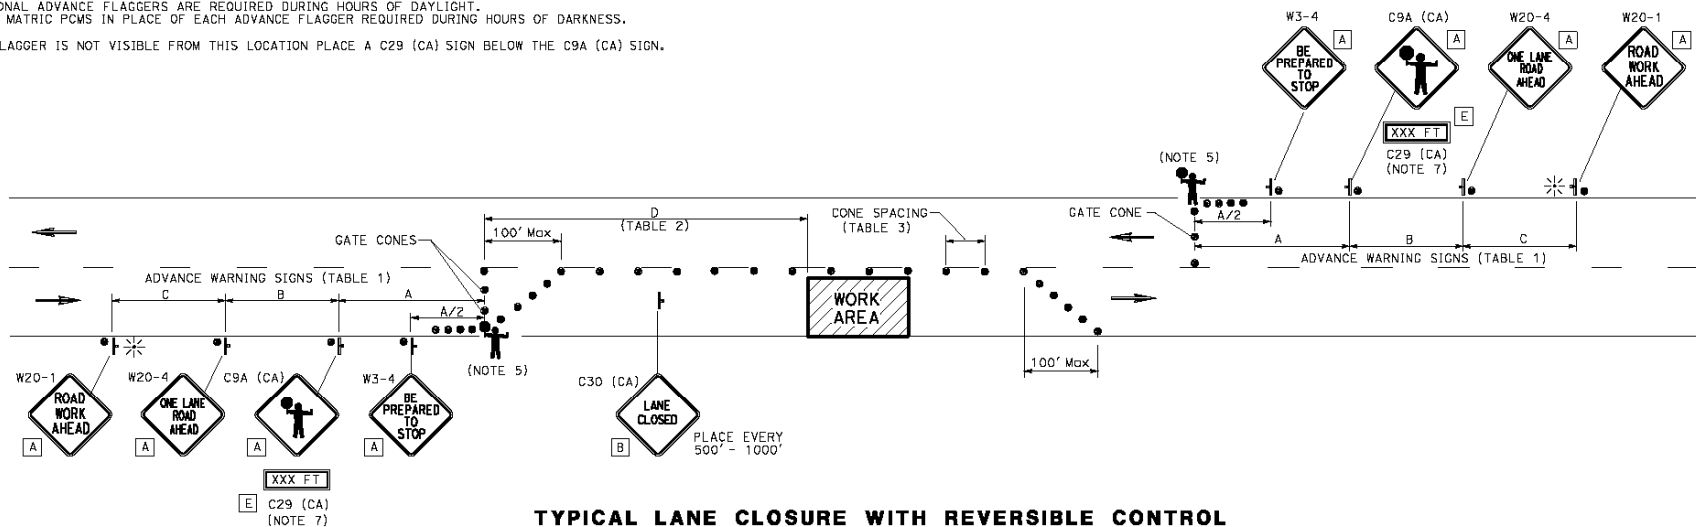 ONAL ADVANCE FLAGGERS ARE REQUIRED DURING HOURS OF DAYLIGHT.
MATRIC PCMS IN PLACE OF EACH ADVANCE FLAGGER REQUIRED DURING HOURS OF DARKNESS.
LAGGER IS NOT VISIBLE FROM THIS LOCATION PLACE A C29 (CA) SIGN BELOW THE C9A (CA) SIGN.
W3-4
C9A (CA)
W20-4
W20-1
A
A
A
A
BE
PREPARED
TO
STOP
ONE LANE
ROAD
AHEAD
ROAD
WORK
AHEAD
E
XXX FT
C29 (CA)
(NOTE 7)
(NOTE 5)
D
(TABLE 2)
CONE SPACING
(TABLE 3)
GATE CONE
A/2
100' Max
GATE CONES
A
B
C
ADVANCE WARNING SIGNS (TABLE 1)
ADVANCE WARNING SIGNS (TABLE 1)
C
B
A
A/2
WORK
AREA
(NOTE 5)
100' Max
W20-1
W20-4
C9A (CA)
W3-4
C30 (CA)
ROAD
WORK
AHEAD
ONE LANE
ROAD
AHEAD
BE
PREPARED
TO
STOP
LANE
CLOSED
A
A
A
A
B
PLACE EVERY
500' - 1000'
XXX FT
E
C29 (CA)
(NOTE 7)
TYPICAL LANE CLOSURE WITH REVERSIBLE CONTROL